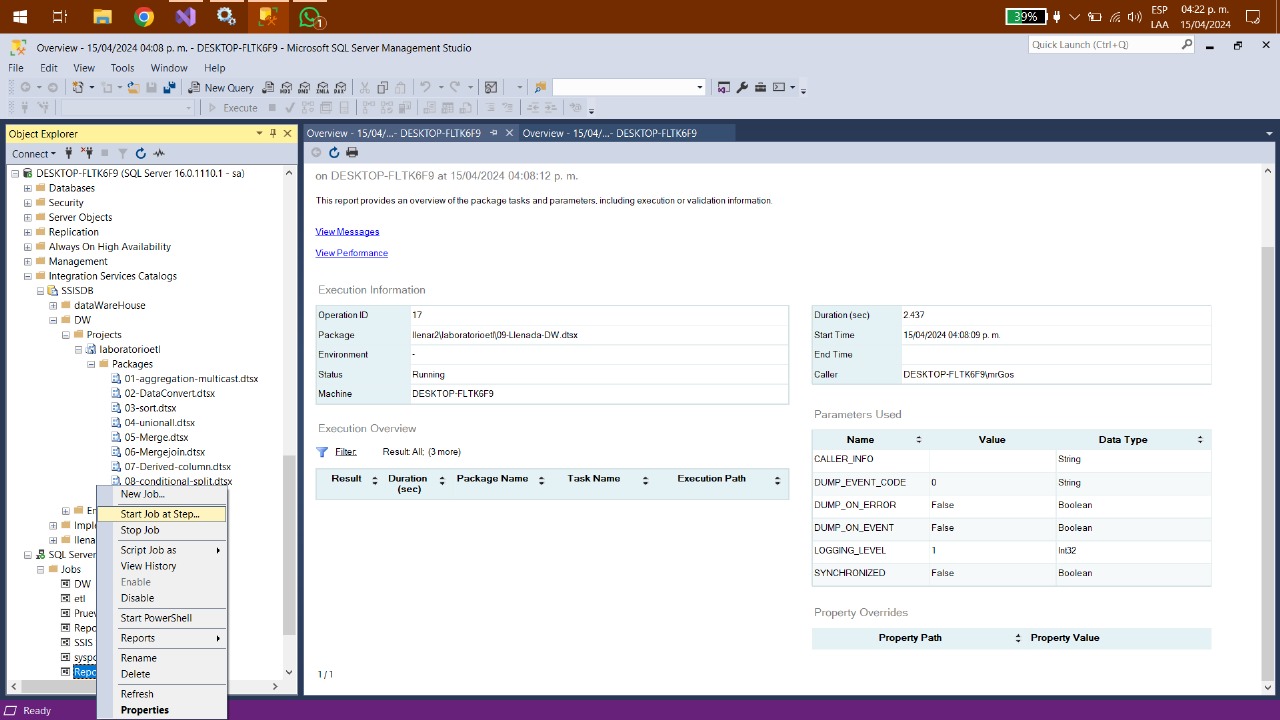 39%
ESP
LAA
04:22 p. m.
15/04/2024
1
Overview - 15/04/2024 04:08 p. m. - DESKTOP-FLTK6F9 - Microsoft SQL Server Management Studio
Quick Launch (Ctrl+Q)
File Edit View Tools Window Help
New Query
MDX DMX XMLA DAX
Execute
Object Explorer
Overview - 15/04/...- DESKTOP-FLTK6F9
Overview - 15/04/...- DESKTOP-FLTK6F9
Connect
DESKTOP-FLTK6F9 (SQL Server 16.0.1110.1 - sa)
Databases
Security
Server Objects
Replication
Always On High Availability
Management
Integration Services Catalogs
SSISDB
dataWareHouse
DW
Projects
laboratorioetl
Packages
01-aggregation-multicast.dtsx
02-DataConvert.dtsx
03-sort.dtsx
04-unionall.dtsx
05-Merge.dtsx
06-Mergejoin.dtsx
07-Derived-column.dtsx
08-conditional-split.dtsx
SQL Server
Jobs
DW
etl
SSIS
New Job...
Start Job at Step...
Stop Job
Script Job as
View History
Enable
Disable
Start PowerShell
Reports
Rename
Delete
Refresh
Properties
on DESKTOP-FLTK6F9 at 15/04/2024 04:08:12 p. m.
This report provides an overview of the package tasks and parameters, including execution or validation information.
View Messages
View Performance
Execution Information
Operation ID 17
Package llenar2\laboratorioetl\09-Llenada-DW.dtsx
Environment -
Status Running
Machine DESKTOP-FLTK6F9
Duration (sec) 2.437
Start Time 15/04/2024 04:08:09 p. m.
End Time
Caller DESKTOP-FLTK6F9\mrGos
Execution Overview
Filter: Result: All; (3 more)
Result Duration (sec) Package Name Task Name Execution Path
Parameters Used
Name Value Data Type
CALLER_INFO String
DUMP_EVENT_CODE 0 String
DUMP_ON_ERROR False Boolean
DUMP_ON_EVENT False Boolean
LOGGING_LEVEL 1 Int32
SYNCHRONIZED False Boolean
Property Overrides
Property Path Property Value
1 / 1
Ready